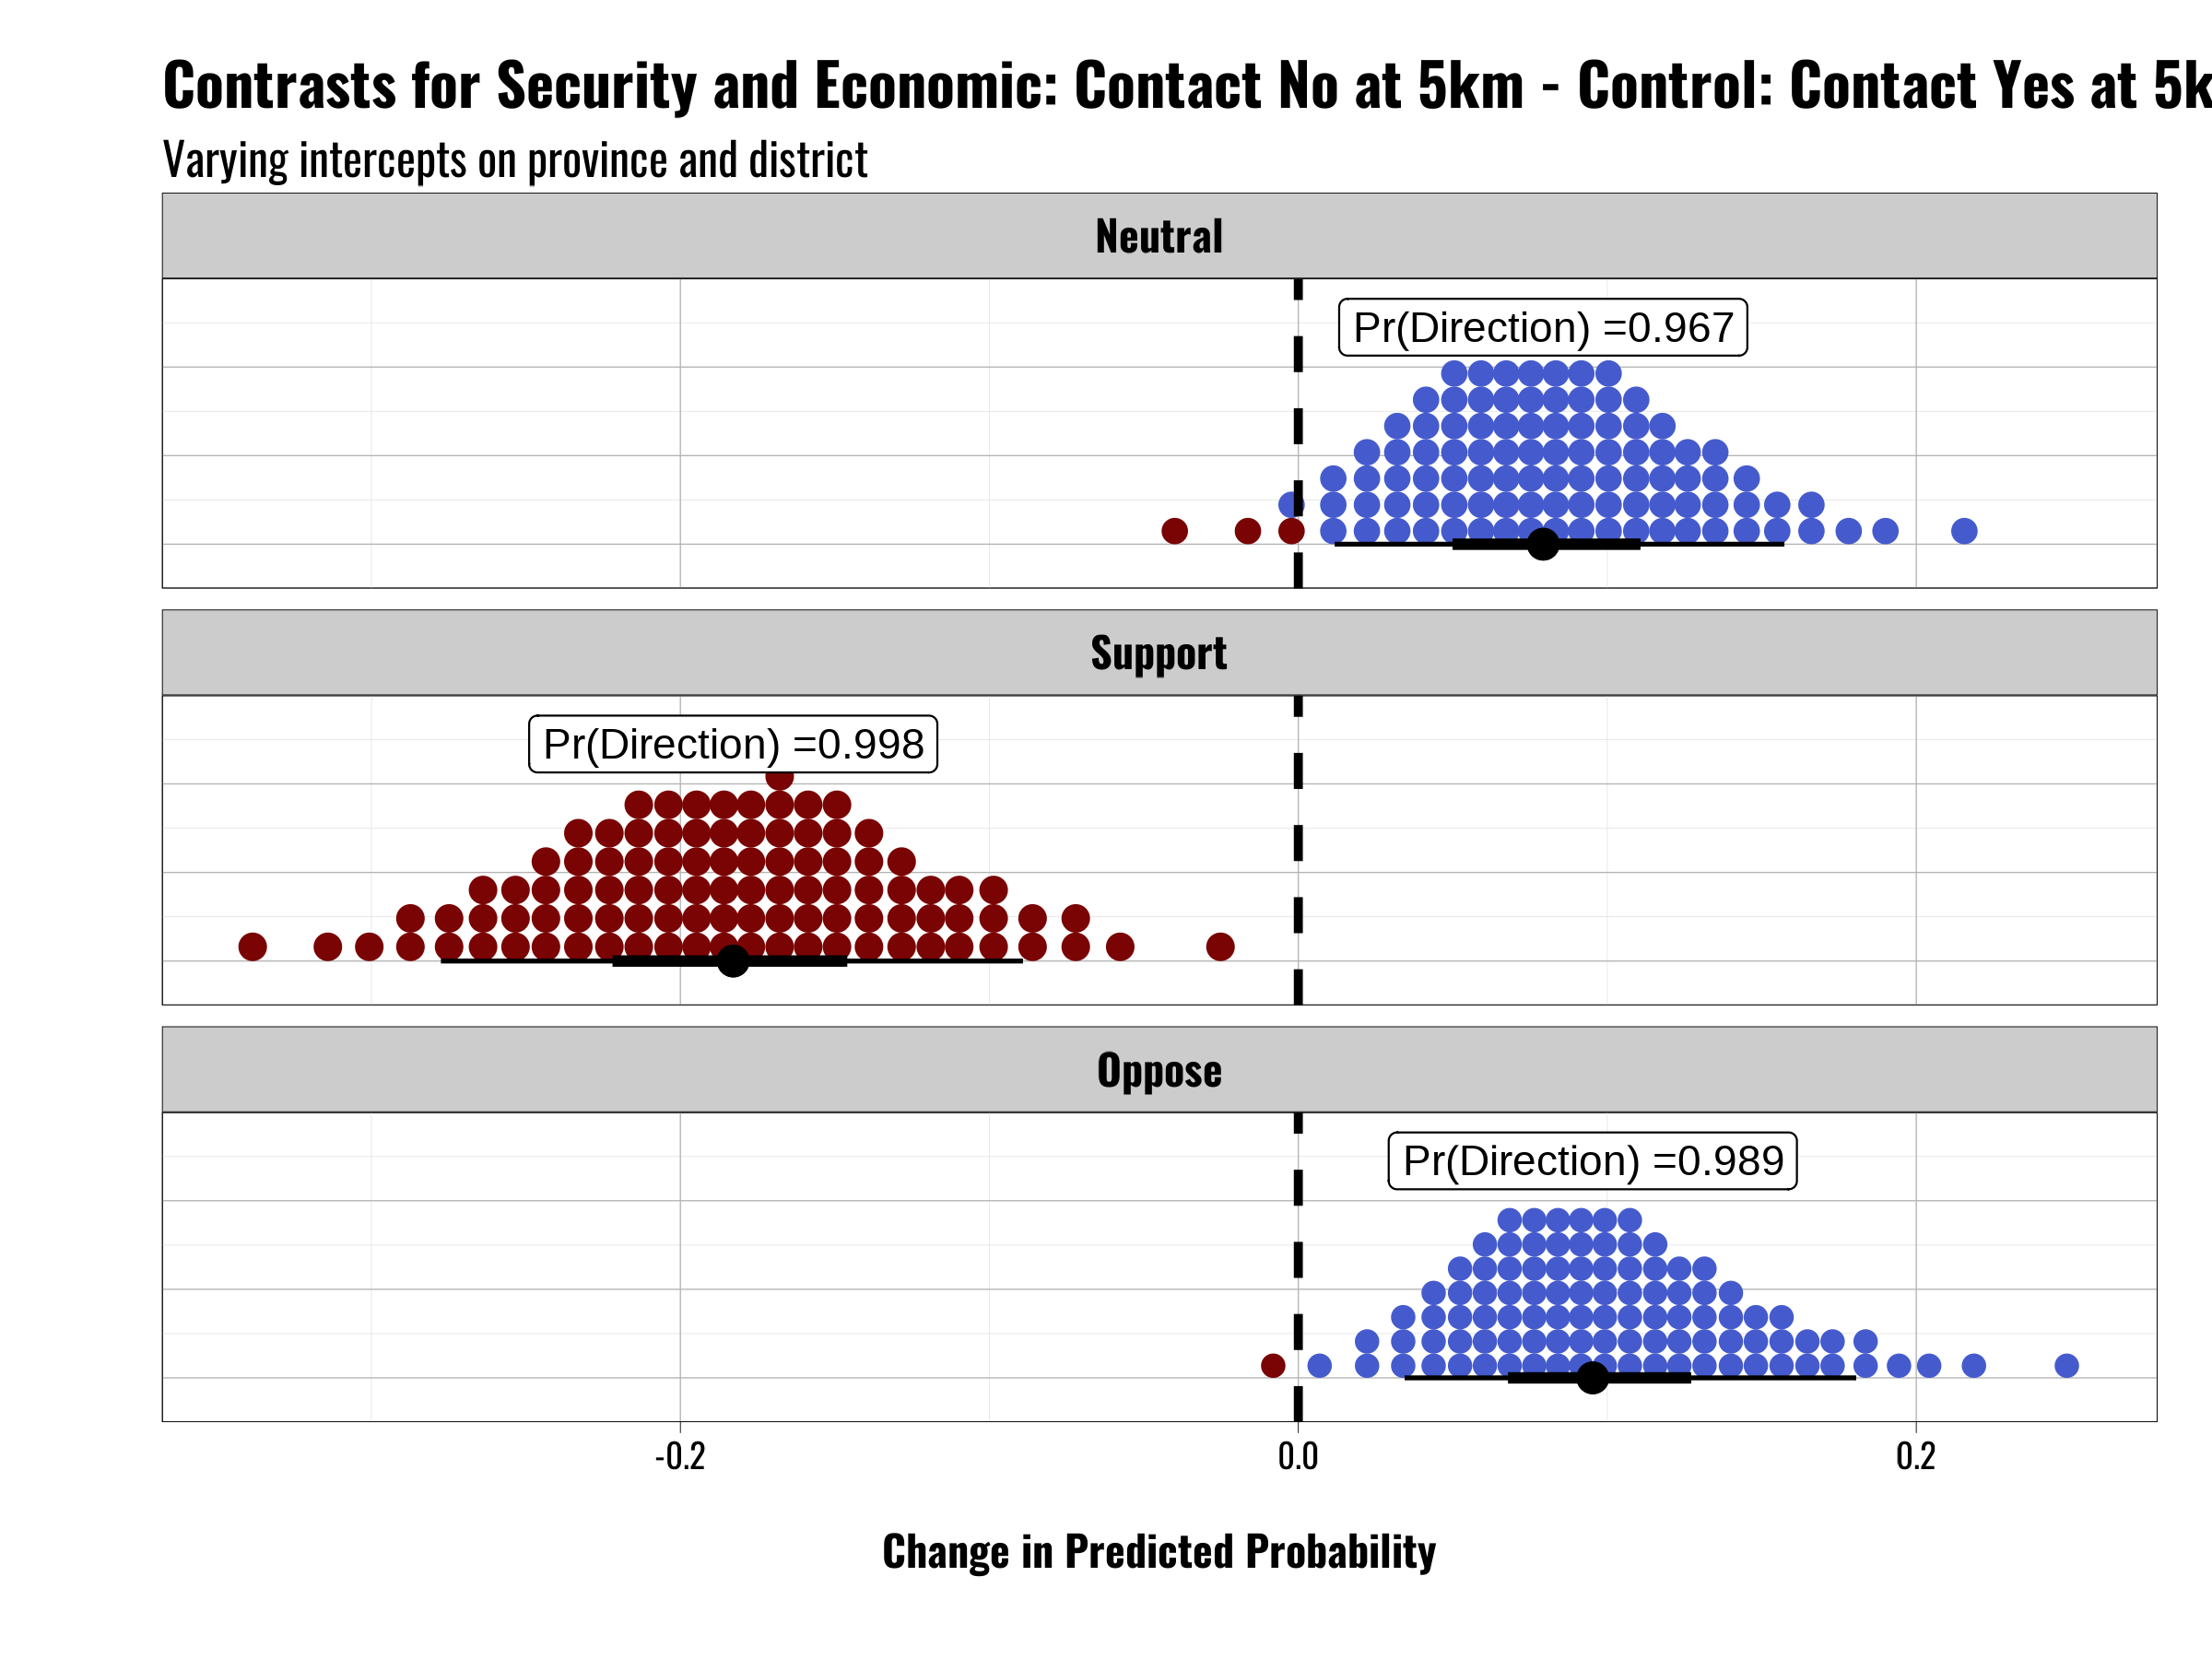 Contrasts for Security and Economic: Contact No at 5km - Control: Contact Yes at 5k
Varying intercepts on province and district
Neutral
Pr(Direction) =0.967
Support
Pr(Direction) =0.998
Oppose
Pr(Direction) =0.989
-0.2 0.0 0.2
Change in Predicted Probability